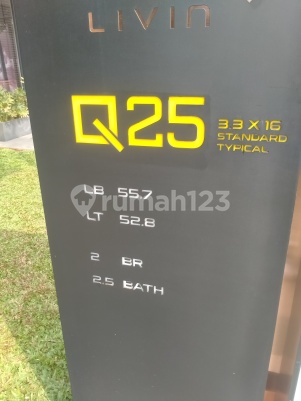 LIVIN
Q25
3.3 X 16
STANDARD
TYPICAL
LB 55.7
LT 52.8
rumah123
2 BR
2.5 BATH